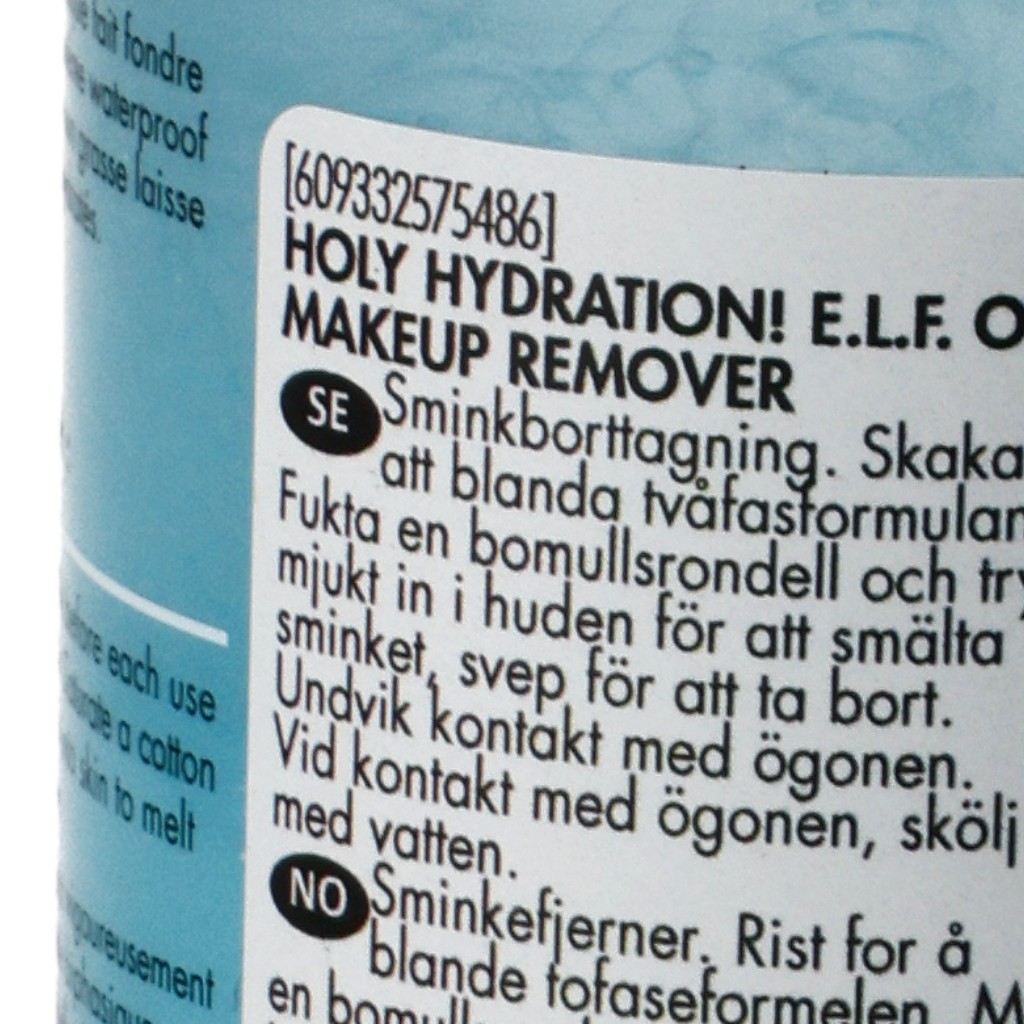 fait fondre
waterproof
grasse laisse
[609332575486]
HOLY HYDRATION! E.L.F. O
MAKEUP REMOVER
SE Sminkborttagning. Skaka
att blanda tvåfasformulan
Fukta en bomullsrondell och try
mjukt in i huden för att smälta
sminket, svep för att ta bort.
Undvik kontakt med ögonen.
Vid kontakt med ögonen, skölj
med vatten.
NO Sminkefjerner. Rist for å
blande tofaseformelen. M
en bomull
each use
a cotton
skin to melt